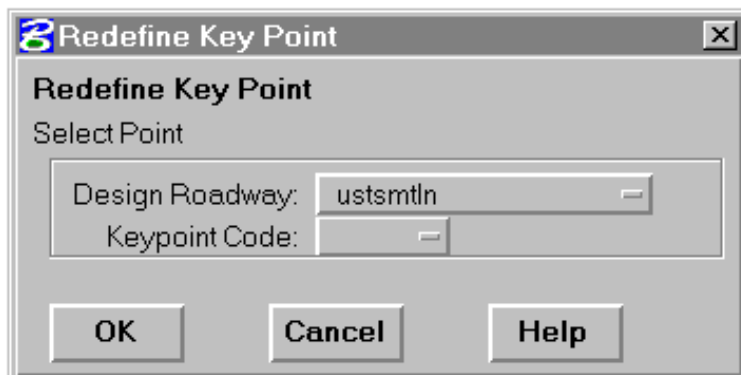 Redefine Key Point
Redefine Key Point
Select Point
Design Roadway: ustsmtln
Keypoint Code:
OK Cancel Help